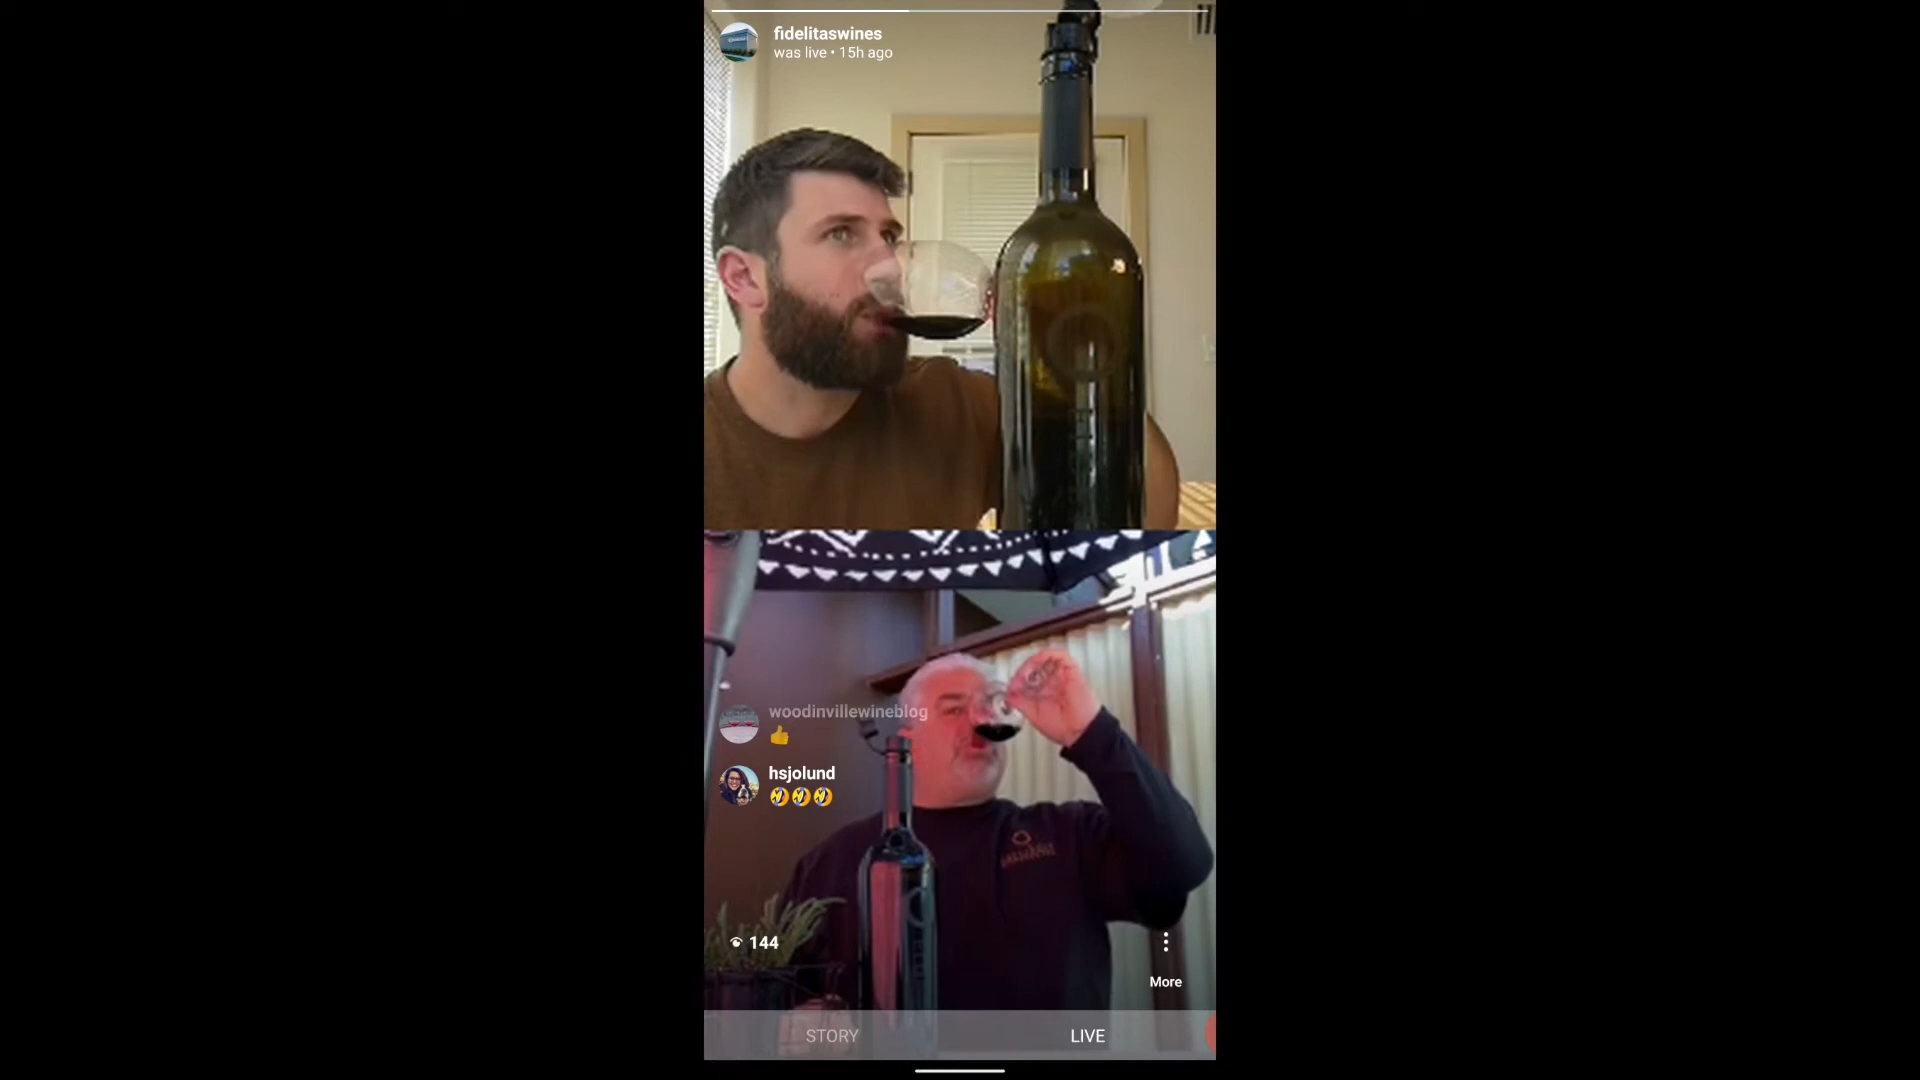 fidelitaswines
was live • 15h ago
woodinvillewineblog
👍
hsjolund
🤣🤣🤣
144
More
STORY
LIVE